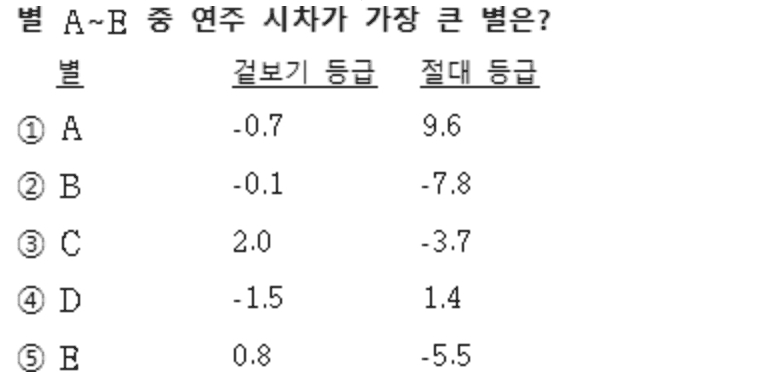 별 A~E 중 연주 시차가 가장 큰 별은?
별 겉보기 등급 절대 등급
① A -0.7 9.6
② B -0.1 -7.8
③ C 2.0 -3.7
④ D -1.5 1.4
⑤ E 0.8 -5.5